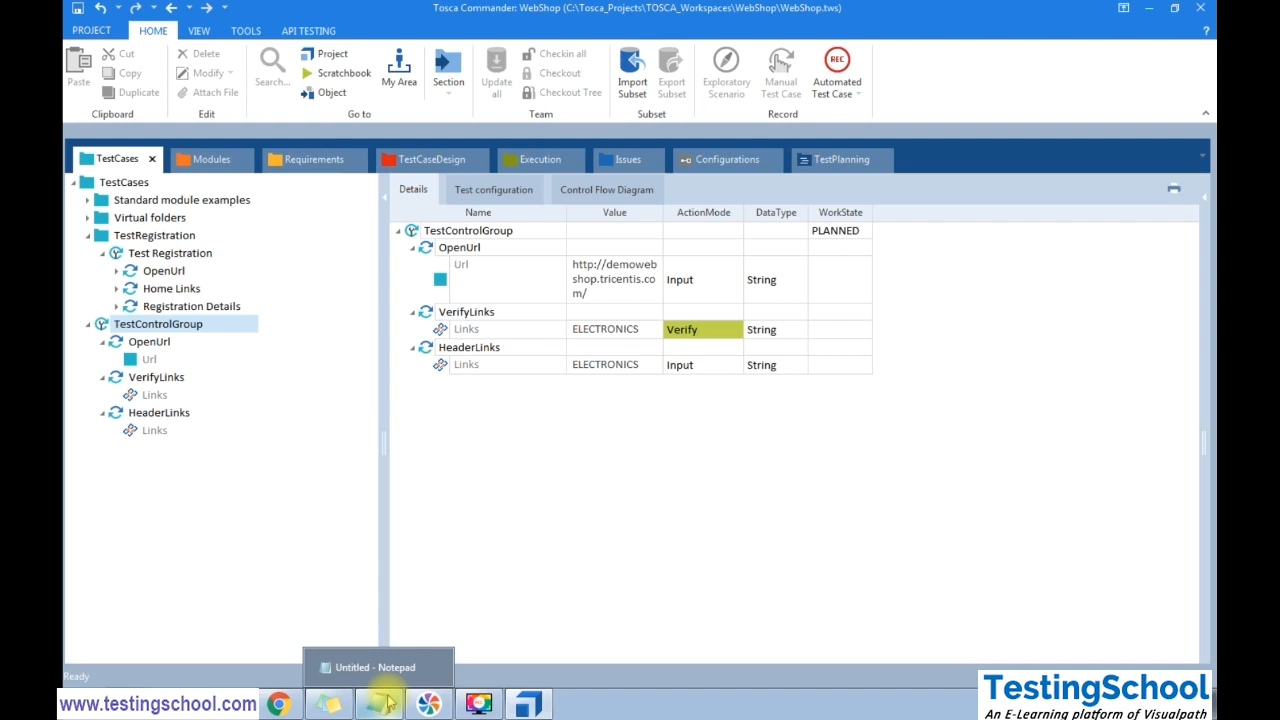 Tosca Commander: WebShop (C:\Tosca_Projects\TOSCA_Workspaces\WebShop\WebShop.tws)
PROJECT HOME VIEW TOOLS API TESTING
?
Paste
Cut
Copy
Duplicate
Clipboard
Delete
Modify
Attach File
Edit
Search...
Project
Scratchbook
Object
My Area
Section
Go to
Update all
Checkin all
Checkout
Checkout Tree
Team
Import Subset
Export Subset
Subset
Exploratory Scenario
Manual Test Case
REC
Automated Test Case
Record
TestCases Modules Requirements TestCaseDesign Execution Issues Configurations TestPlanning
TestCases
Standard module examples
Virtual folders
TestRegistration
Test Registration
OpenUrl
Home Links
Registration Details
TestControlGroup
OpenUrl
Url
VerifyLinks
Links
HeaderLinks
Links
Details Test configuration Control Flow Diagram
Name Value ActionMode DataType WorkState
TestControlGroup PLANNED
OpenUrl
Url http://demoweb
shop.tricentis.co Input String
m/
VerifyLinks
Links ELECTRONICS Verify String
HeaderLinks
Links ELECTRONICS Input String
Untitled - Notepad
Ready
www.testingschool.com
TestingSchool
An E-Learning platform of Visualpath